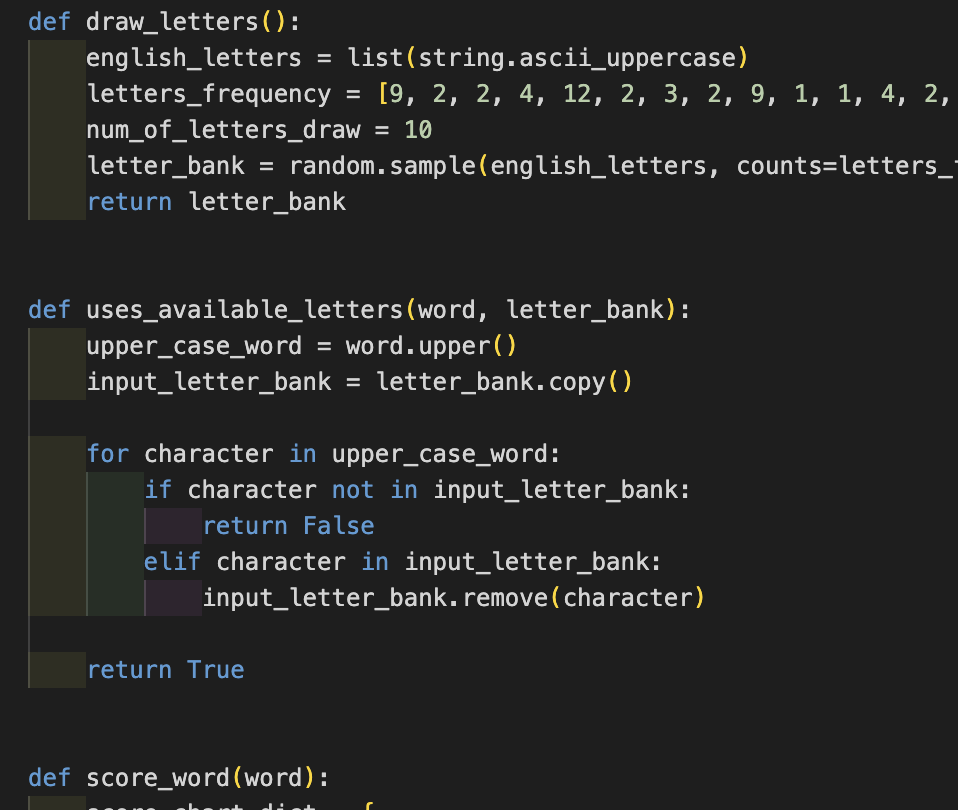 def draw_letters():
    english_letters = list(string.ascii_uppercase)
    letters_frequency = [9, 2, 2, 4, 12, 2, 3, 2, 9, 1, 1, 4, 2,
    num_of_letters_draw = 10
    letter_bank = random.sample(english_letters, counts=letters_
    return letter_bank
def uses_available_letters(word, letter_bank):
    upper_case_word = word.upper()
    input_letter_bank = letter_bank.copy()
    for character in upper_case_word:
        if character not in input_letter_bank:
            return False
        elif character in input_letter_bank:
            input_letter_bank.remove(character)
    return True
def score_word(word):
    score_chart_dict = {